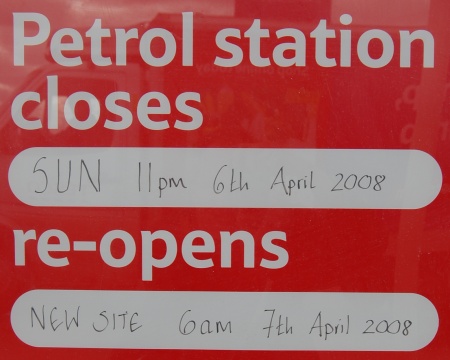 Petrol station
closes
SUN 11pm 6th April 2008
re-opens
NEW SITE 6am 7th April 2008